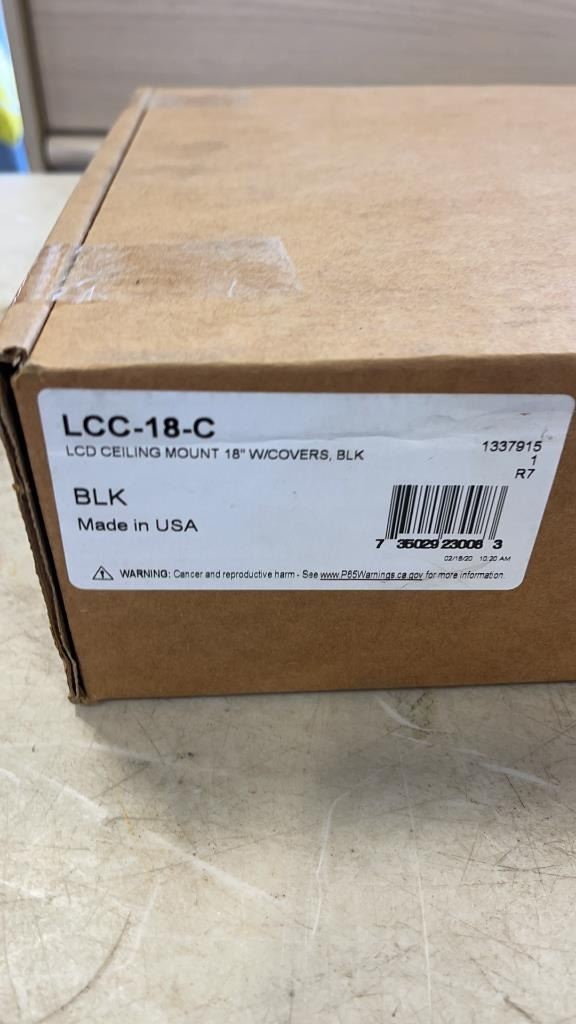 LCC-18-C
LCD CEILING MOUNT 18" W/COVERS, BLK
1337915
1
R7
BLK
Made in USA
7 35029 23008 3
02/18/20 10:20 AM
WARNING: Cancer and reproductive harm - See www.P65Warnings.ca.gov for more information.